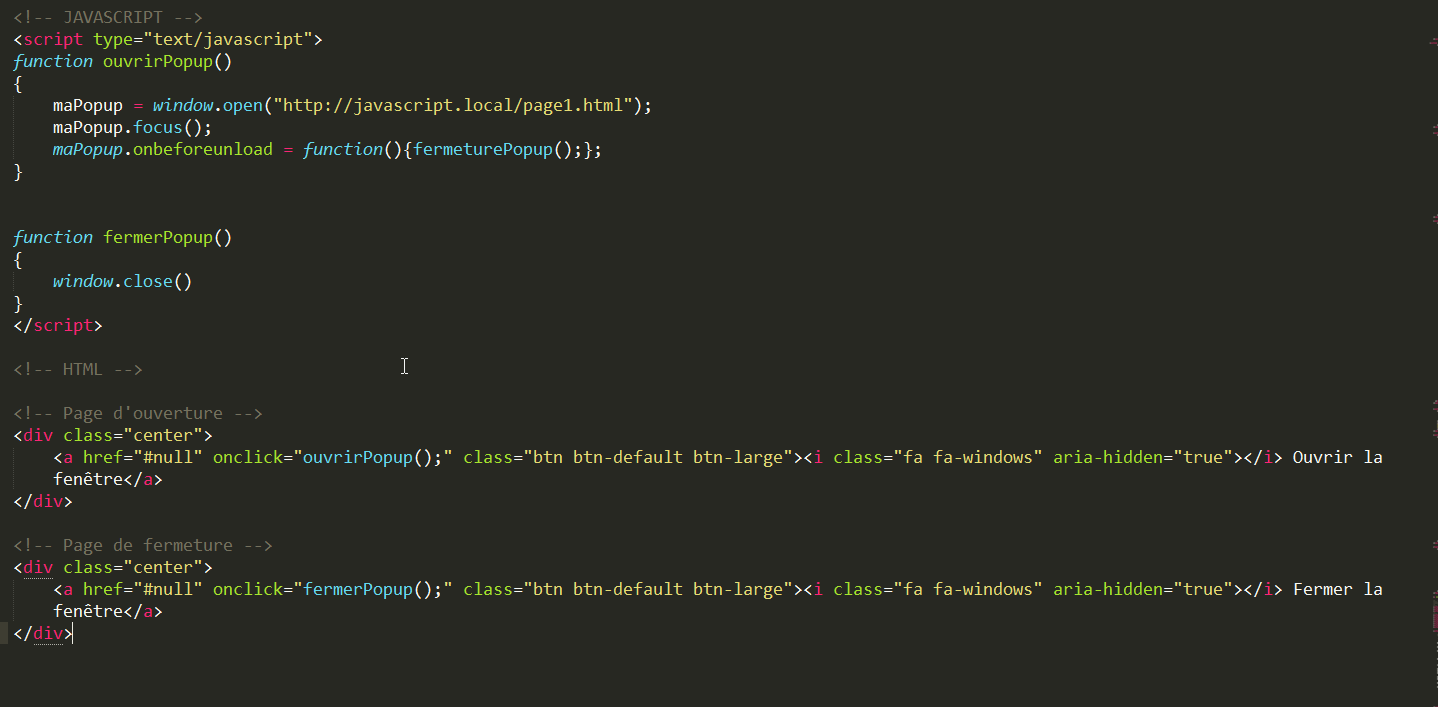 <!-- JAVASCRIPT -->
<script type="text/javascript">
function ouvrirPopup()
{
    maPopup = window.open("http://javascript.local/page1.html");
    maPopup.focus();
    maPopup.onbeforeunload = function(){fermeturePopup();};
}
function fermerPopup()
{
    window.close()
}
</script>
<!-- HTML -->
<!-- Page d'ouverture -->
<div class="center">
    <a href="#null" onclick="ouvrirPopup();" class="btn btn-default btn-large"><i class="fa fa-windows" aria-hidden="true"></i> Ouvrir la
    fenêtre</a>
</div>
<!-- Page de fermeture -->
<div class="center">
    <a href="#null" onclick="fermerPopup();" class="btn btn-default btn-large"><i class="fa fa-windows" aria-hidden="true"></i> Fermer la
    fenêtre</a>
</div>